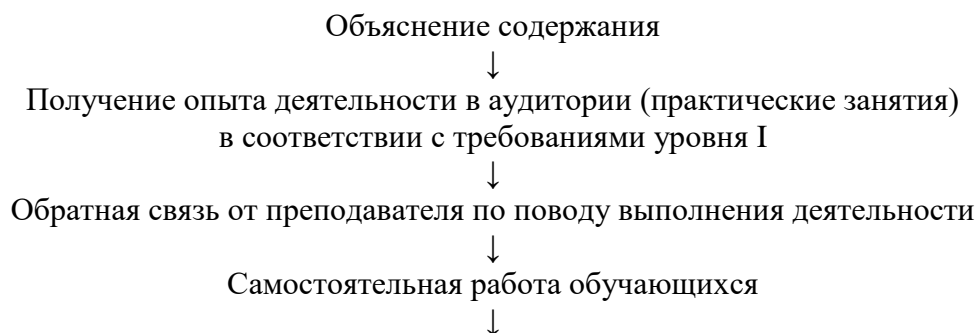 Объяснение содержания
↓
Получение опыта деятельности в аудитории (практические занятия)
в соответствии с требованиями уровня I
↓
Обратная связь от преподавателя по поводу выполнения деятельности
↓
Самостоятельная работа обучающихся
↓